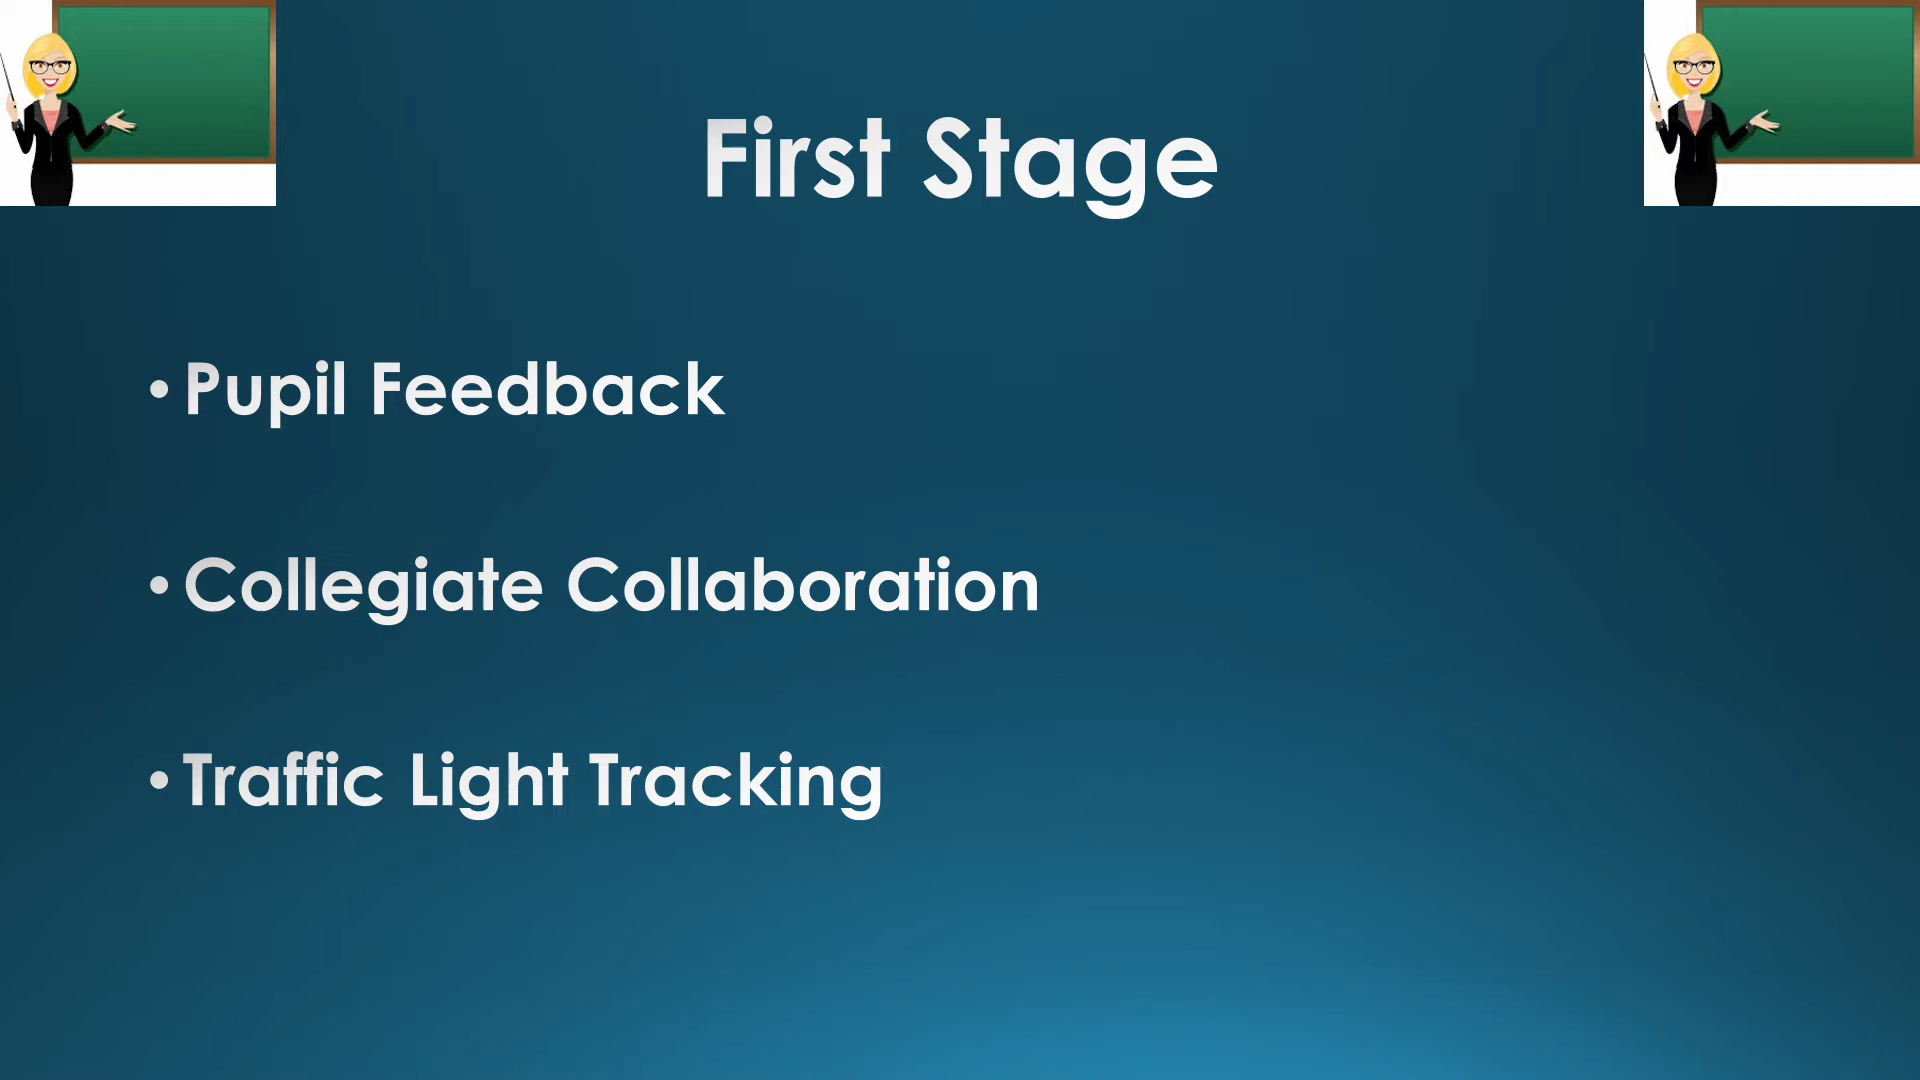 First Stage
• Pupil Feedback
• Collegiate Collaboration
• Traffic Light Tracking